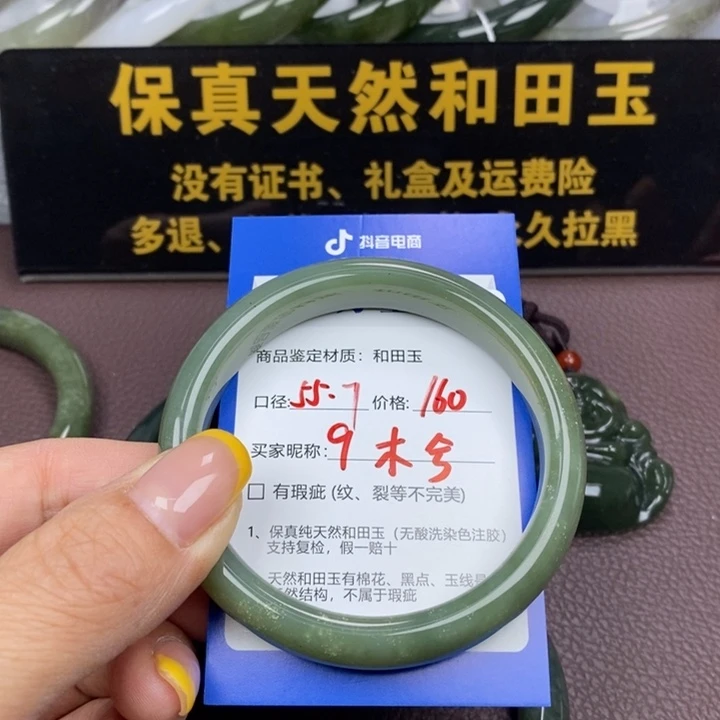 保真天然和田玉
没有证书、礼盒及运费险
多退、 久拉黑
抖音电商
商品鉴定材质：和田玉
口径:55.7 价格:160
买家昵称:9木兮
□ 有瑕疵 (纹、裂等不完美)
1、保真纯天然和田玉（无酸洗染色注胶）
支持复检，假一赔十
天然和田玉有棉花、黑点、玉线
然结构，不属于瑕疵